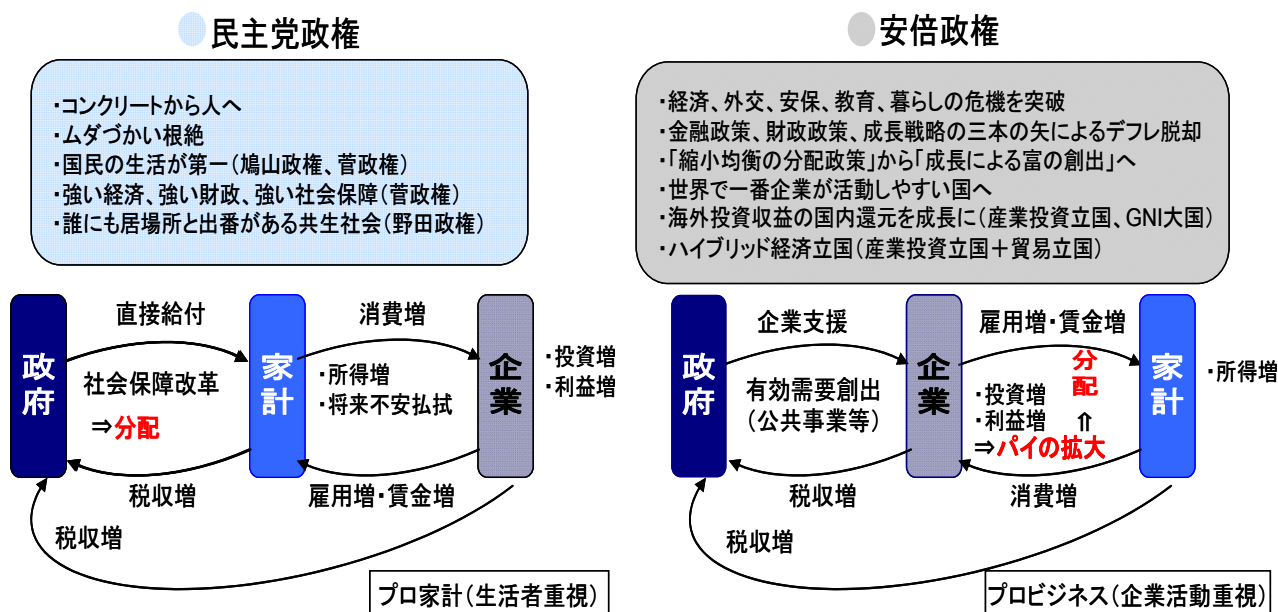 民主党政権
・コンクリートから人へ
・ムダづかい根絶
・国民の生活が第一(鳩山政権、菅政権)
・強い経済、強い財政、強い社会保障(菅政権)
・誰にも居場所と出番がある共生社会(野田政権)
政府
直接給付
社会保障改革
⇒分配
税収増
家計
消費増
・所得増
・将来不安払拭
雇用増・賃金増
企業
・投資増
・利益増
税収増
プロ家計(生活者重視)
安倍政権
・経済、外交、安保、教育、暮らしの危機を突破
・金融政策、財政政策、成長戦略の三本の矢によるデフレ脱却
・「縮小均衡の分配政策」から「成長による富の創出」へ
・世界で一番企業が活動しやすい国へ
・海外投資収益の国内還元を成長に(産業投資立国、GNI大国)
・ハイブリッド経済立国(産業投資立国+貿易立国)
政府
企業支援
有効需要創出
(公共事業等)
税収増
企業
雇用増・賃金増
分配
⇑
・投資増
・利益増
⇒パイの拡大
消費増
家計
・所得増
税収増
プロビジネス(企業活動重視)